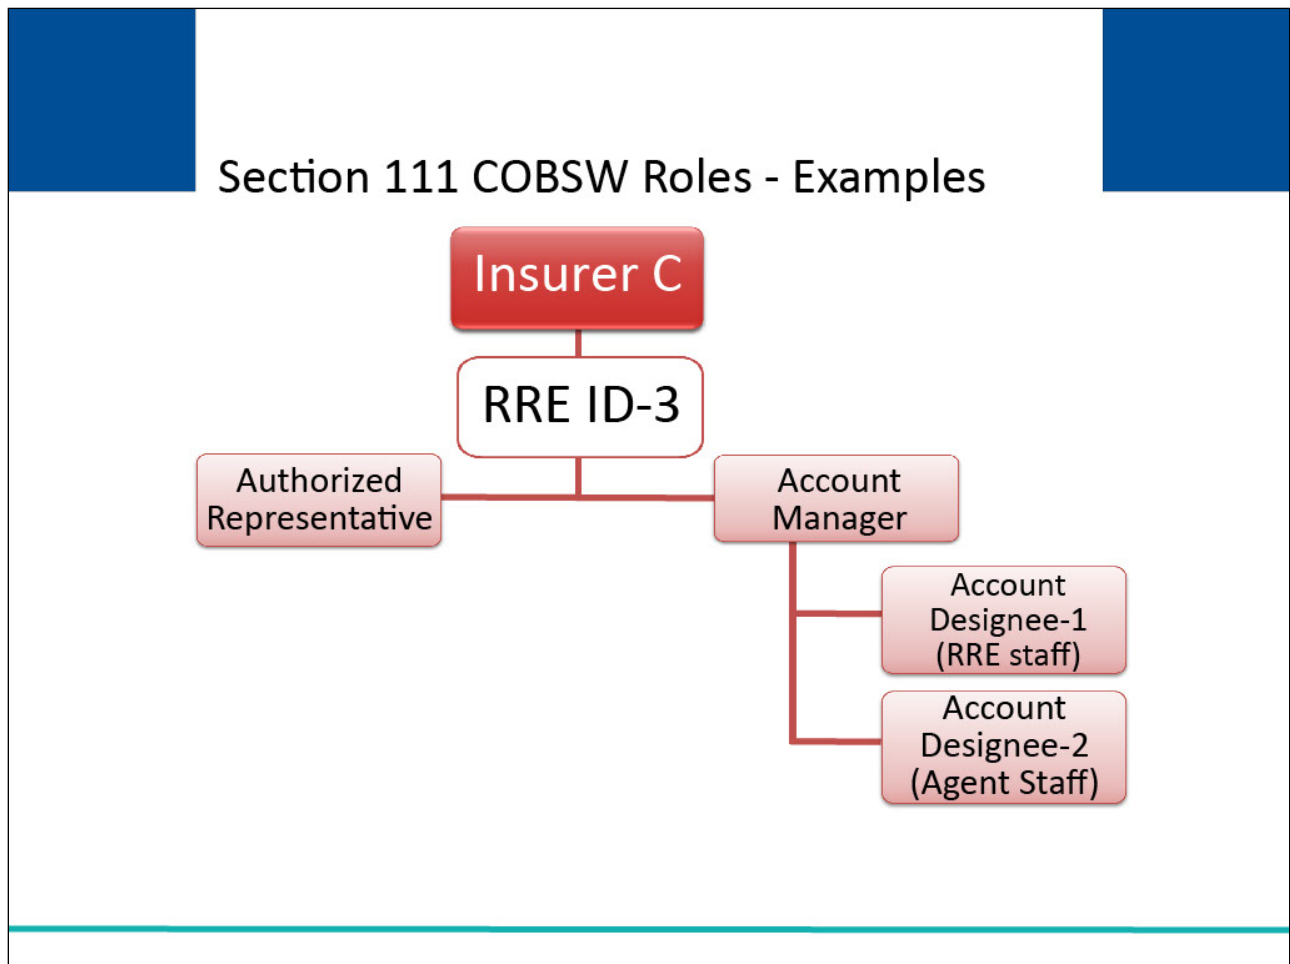 Section 111 COBSW Roles - Examples
Insurer C
RRE ID-3
Authorized
Representative
Account
Manager
Account
Designee-1
(RRE staff)
Account
Designee-2
(Agent Staff)